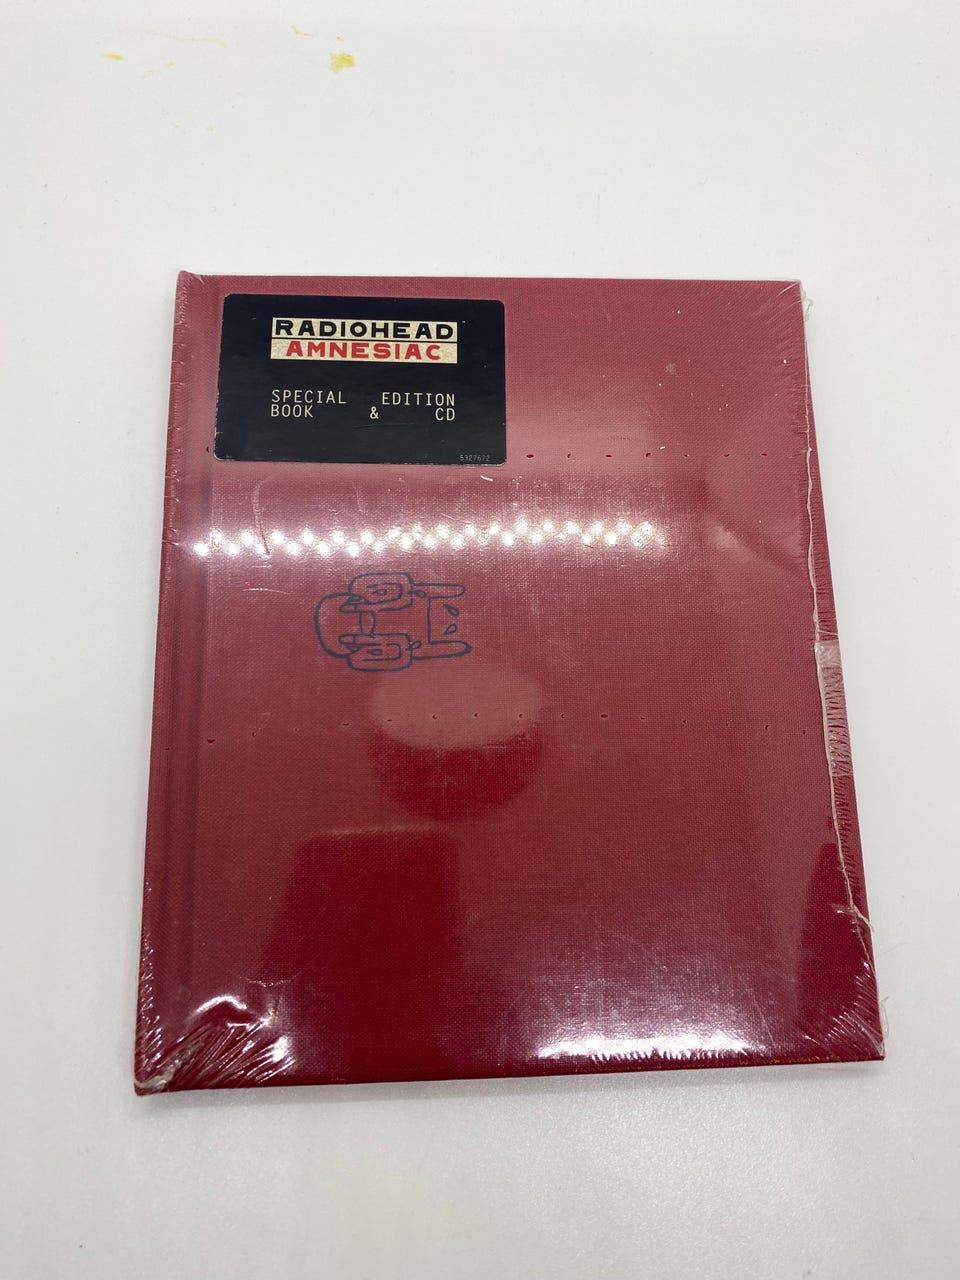 RADIOHEAD
AMNESIAC
SPECIAL EDITION
BOOK & CD
5327672